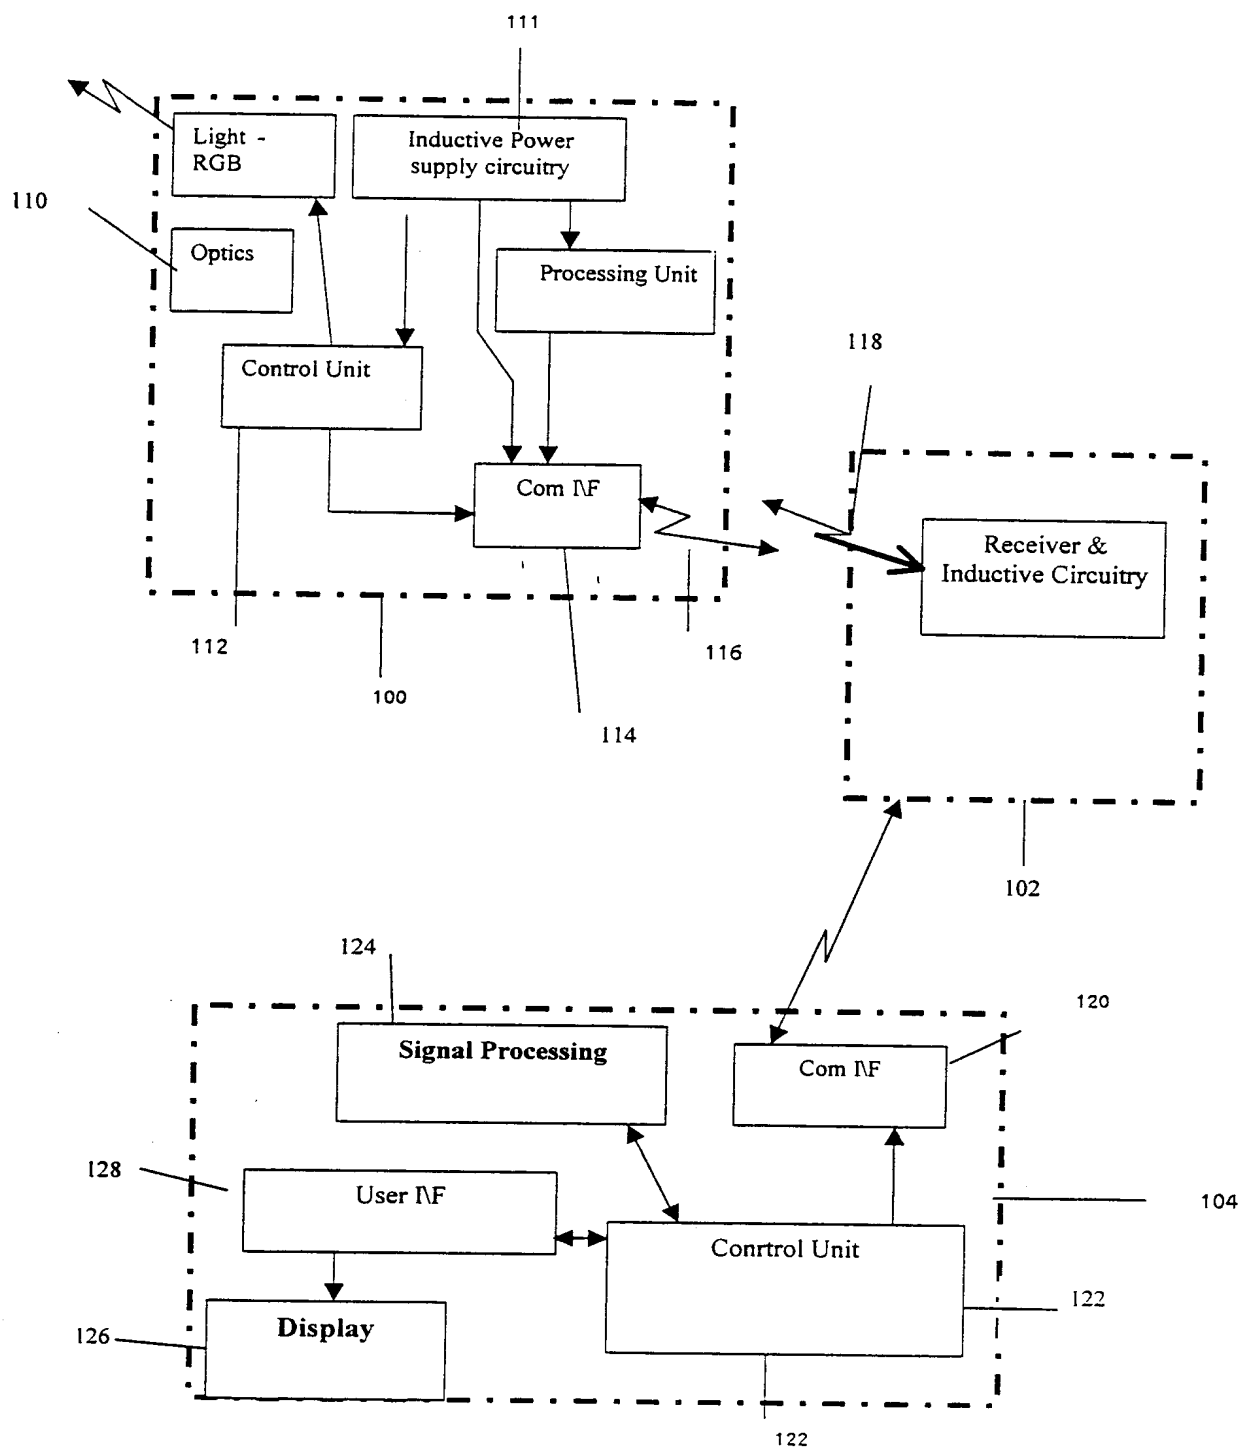 111
Light -
RGB
Inductive Power
supply circuitry
110
Optics
Processing Unit
118
Control Unit
Com I\F
Receiver &
Inductive Circuitry
112
116
100
114
102
124
120
Signal Processing
Com I\F
128
User I\F
104
Conrtrol Unit
122
Display
126
122